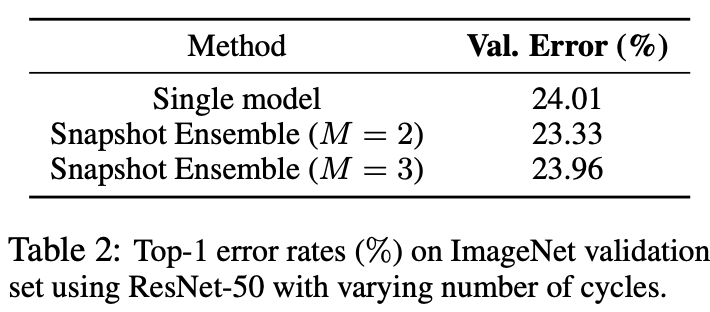 Method Val. Error (%)
Single model 24.01
Snapshot Ensemble (M = 2) 23.33
Snapshot Ensemble (M = 3) 23.96
Table 2: Top-1 error rates (%) on ImageNet validation
set using ResNet-50 with varying number of cycles.